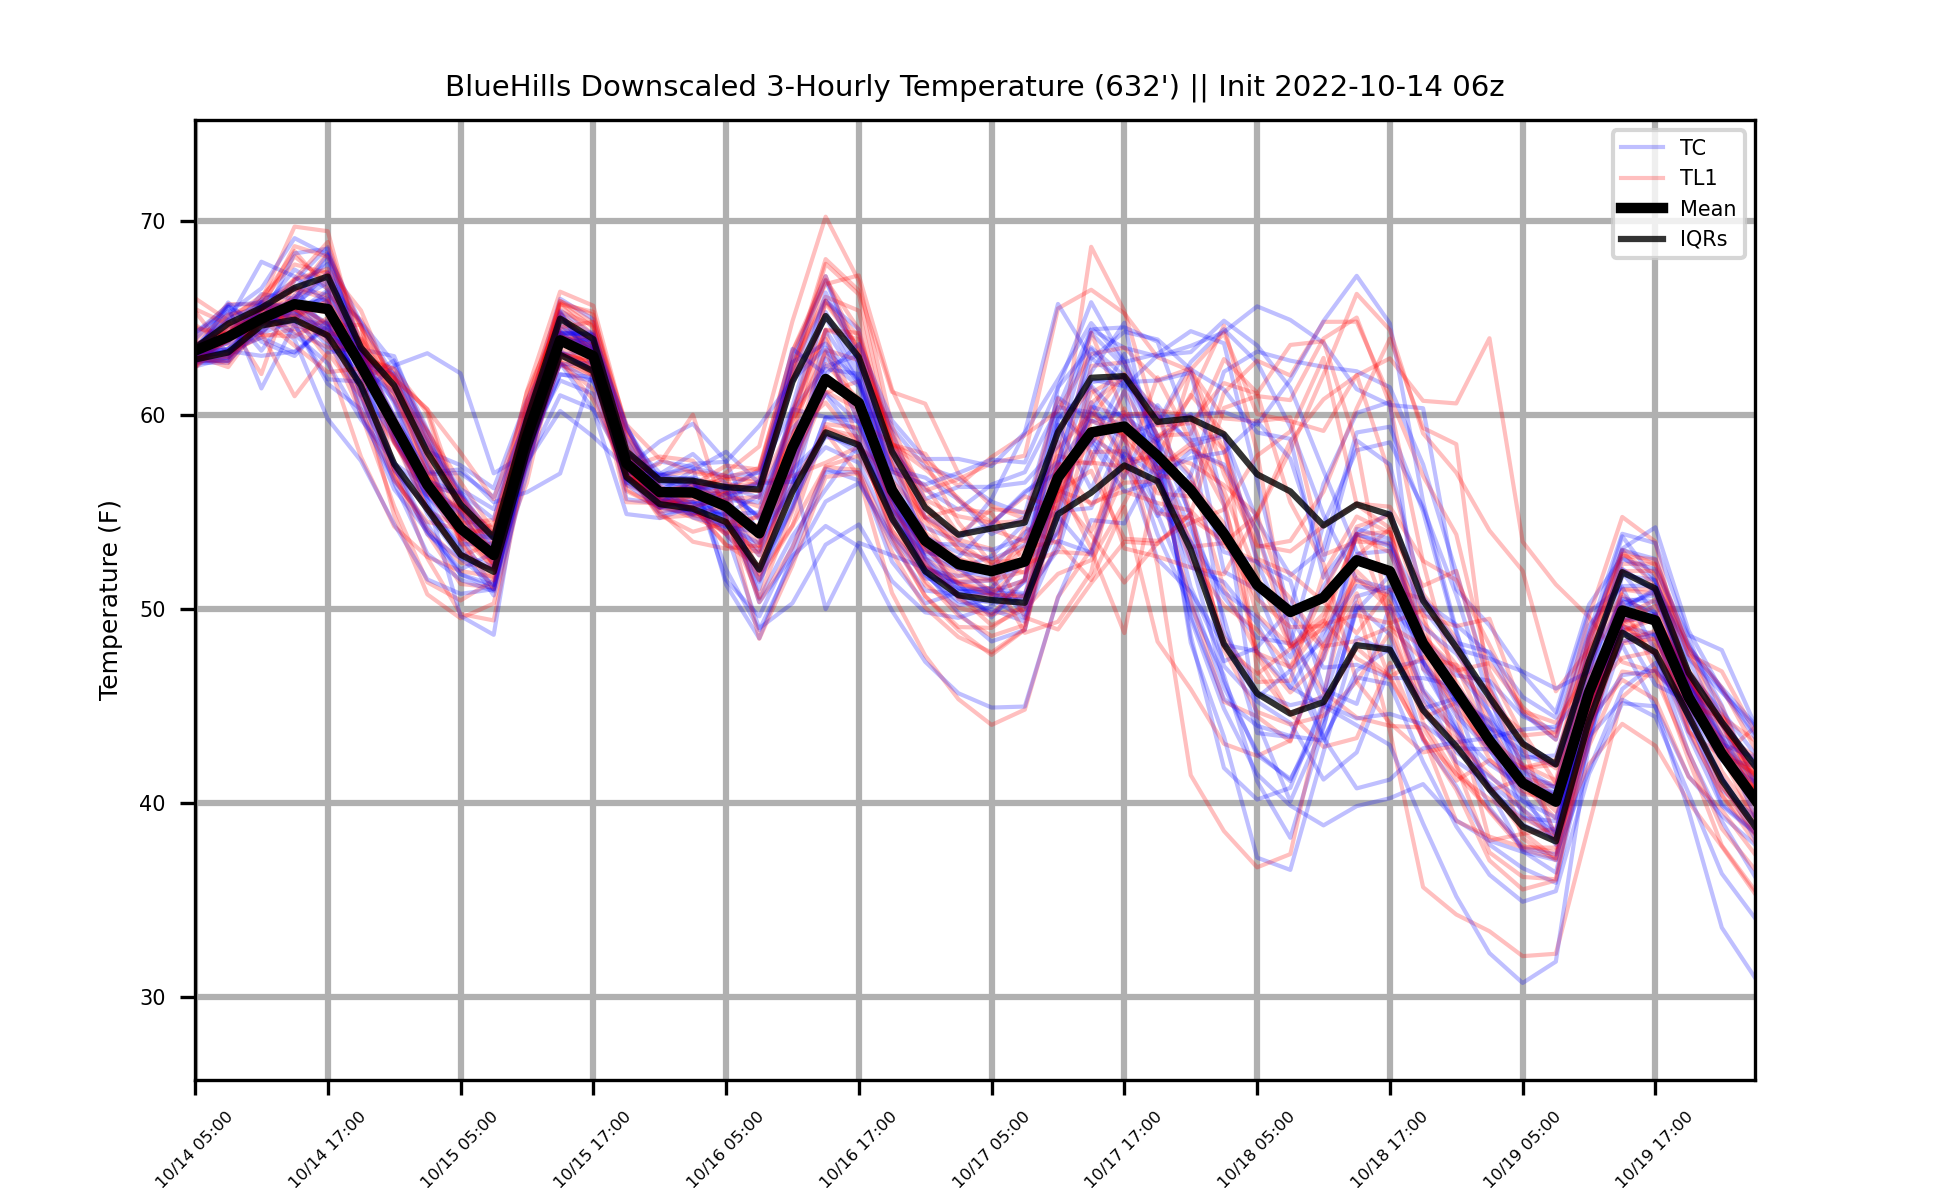 BlueHills Downscaled 3-Hourly Temperature (632') || Init 2022-10-14 06z
TC
TL1
Mean
IQRs
Temperature (F)
70
60
50
40
30
10/14 05:00
10/14 17:00
10/15 05:00
10/15 17:00
10/16 05:00
10/16 17:00
10/17 05:00
10/17 17:00
10/18 05:00
10/18 17:00
10/19 05:00
10/19 17:00